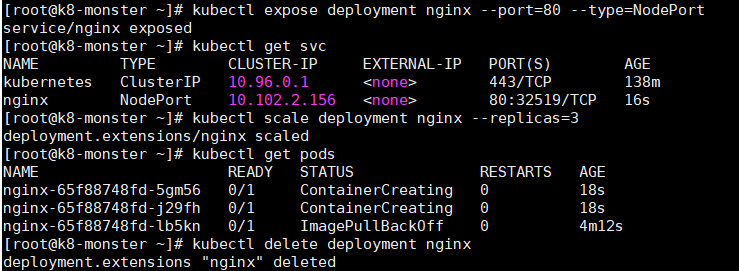 [root@k8-monster ~]# kubectl expose deployment nginx --port=80 --type=NodePort
service/nginx exposed
[root@k8-monster ~]# kubectl get svc
NAME TYPE CLUSTER-IP EXTERNAL-IP PORT(S) AGE
kubernetes ClusterIP 10.96.0.1 <none> 443/TCP 138m
nginx NodePort 10.102.2.156 <none> 80:32519/TCP 16s
[root@k8-monster ~]# kubectl scale deployment nginx --replicas=3
deployment.extensions/nginx scaled
[root@k8-monster ~]# kubectl get pods
NAME READY STATUS RESTARTS AGE
nginx-65f88748fd-5gm56 0/1 ContainerCreating 0 18s
nginx-65f88748fd-j29fh 0/1 ContainerCreating 0 18s
nginx-65f88748fd-lb5kn 0/1 ImagePullBackOff 0 4m12s
[root@k8-monster ~]# kubectl delete deployment nginx
deployment.extensions "nginx" deleted